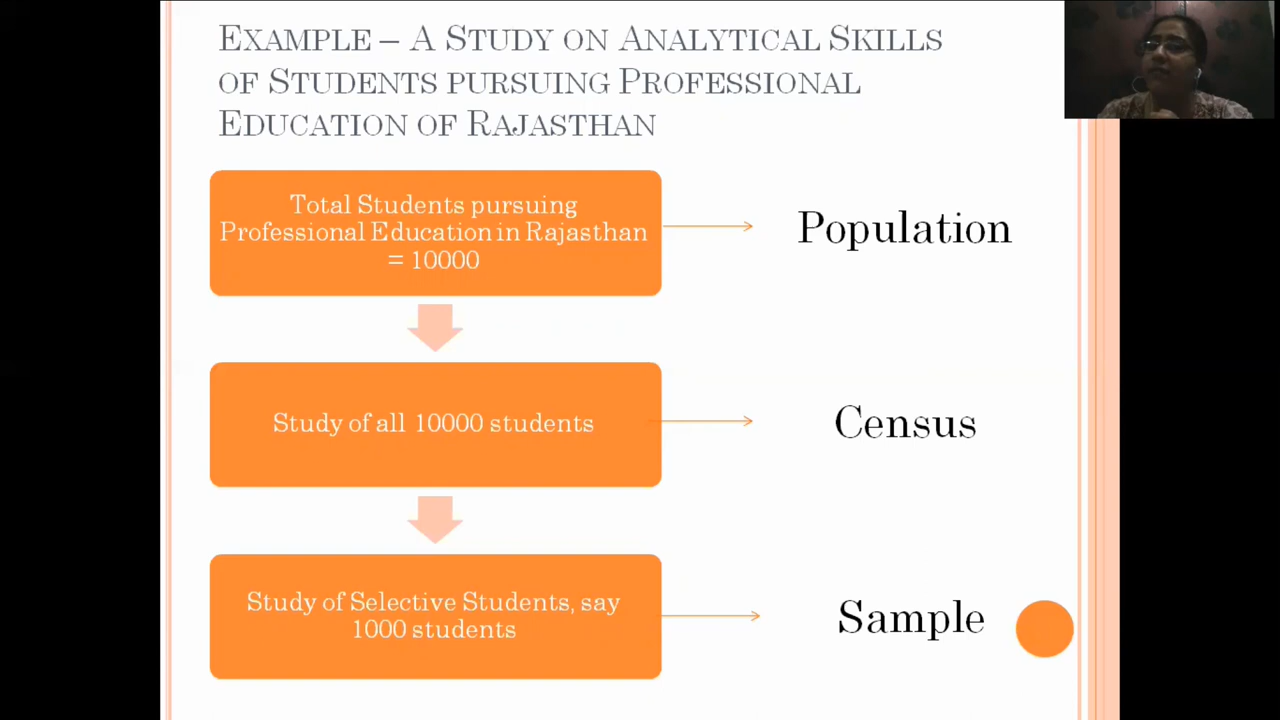 EXAMPLE – A STUDY ON ANALYTICAL SKILLS
OF STUDENTS PURSUING PROFESSIONAL
EDUCATION OF RAJASTHAN
Total Students pursuing
Professional Education in Rajasthan
= 10000
Population
Study of all 10000 students
Census
Study of Selective Students, say
1000 students
Sample